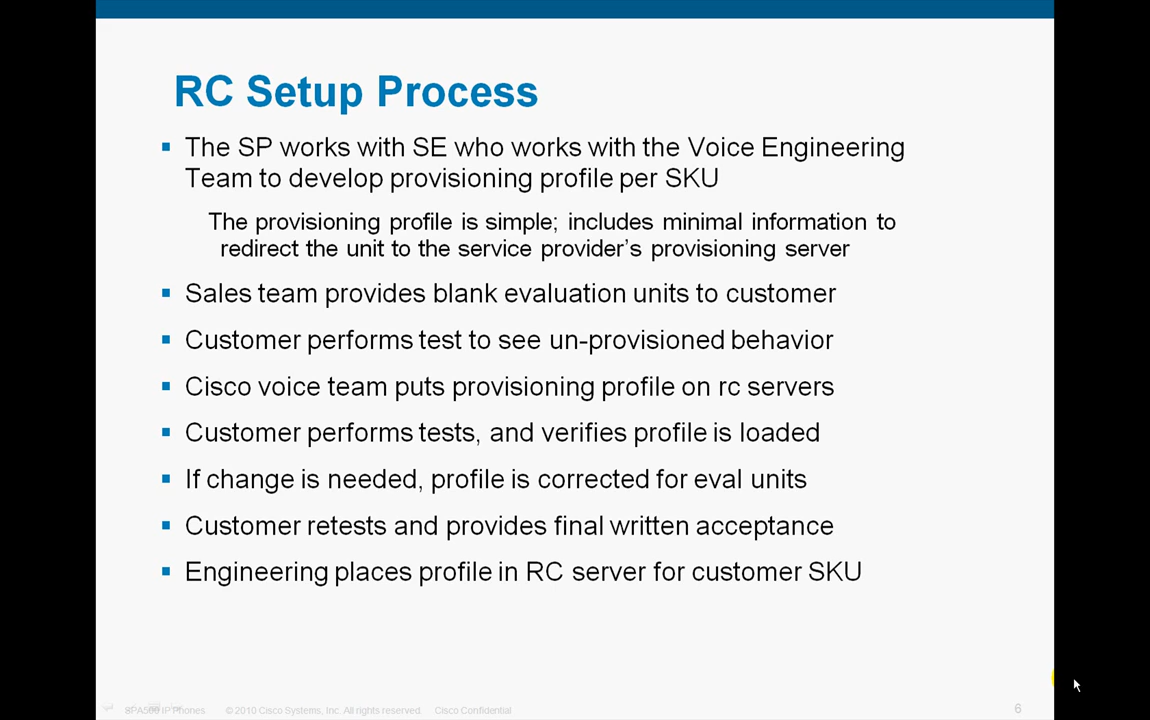 RC Setup Process
▪ The SP works with SE who works with the Voice Engineering
Team to develop provisioning profile per SKU
The provisioning profile is simple; includes minimal information to
redirect the unit to the service provider's provisioning server
▪ Sales team provides blank evaluation units to customer
▪ Customer performs test to see un-provisioned behavior
▪ Cisco voice team puts provisioning profile on rc servers
▪ Customer performs tests, and verifies profile is loaded
▪ If change is needed, profile is corrected for eval units
▪ Customer retests and provides final written acceptance
▪ Engineering places profile in RC server for customer SKU
IP Phones © 2010 Cisco Systems, Inc. All rights reserved. Cisco Confidential 6